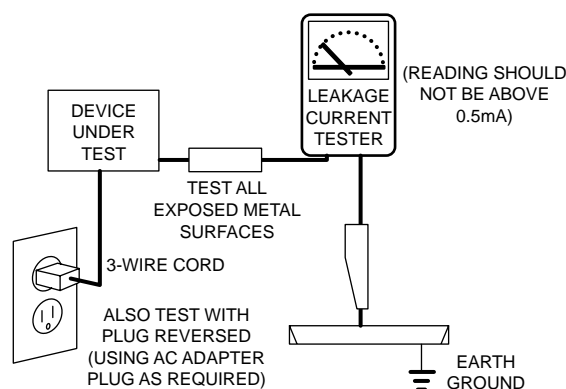 DEVICE
UNDER
TEST
LEAKAGE
CURRENT
TESTER
(READING SHOULD
NOT BE ABOVE
0.5mA)
TEST ALL
EXPOSED METAL
SURFACES
3-WIRE CORD
ALSO TEST WITH
PLUG REVERSED
(USING AC ADAPTER
PLUG AS REQUIRED)
EARTH
GROUND